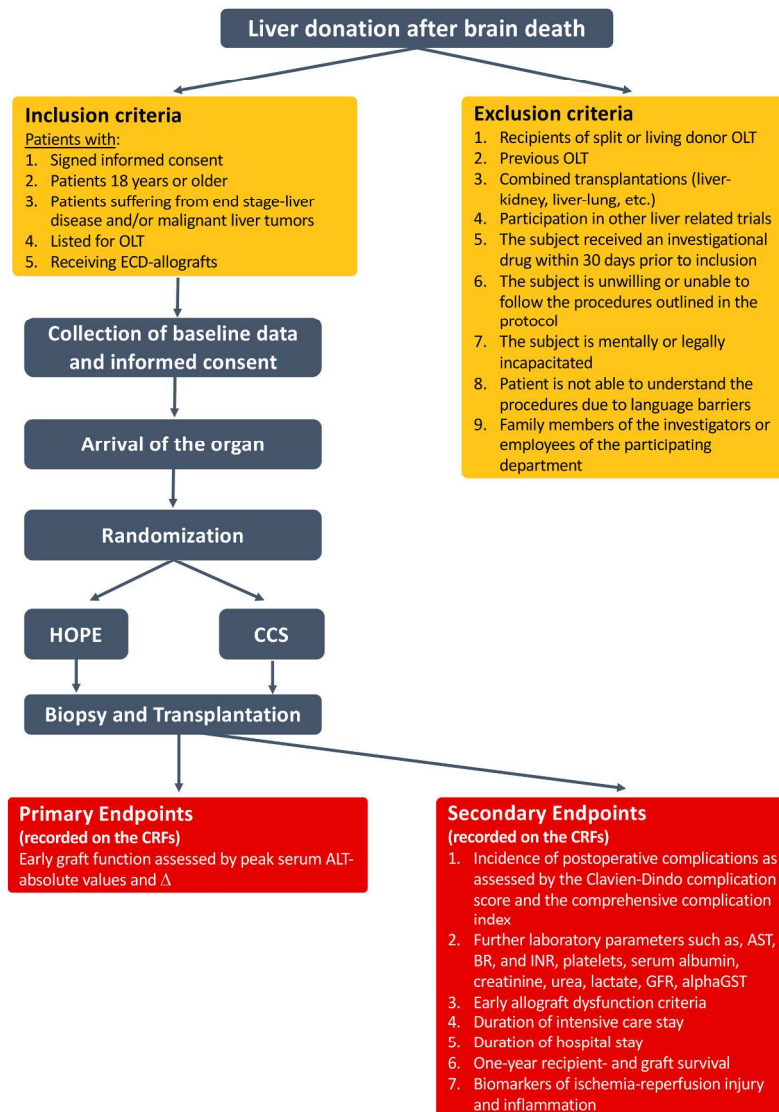 Liver donation after brain death
Inclusion criteria
Patients with:
1. Signed informed consent
2. Patients 18 years or older
3. Patients suffering from end stage-liver
disease and/or malignant liver tumors
4. Listed for OLT
5. Receiving ECD-allografts
Exclusion criteria
1. Recipients of split or living donor OLT
2. Previous OLT
3. Combined transplantations (liver-
kidney, liver-lung, etc.)
4. Participation in other liver related trials
5. The subject received an investigational
drug within 30 days prior to inclusion
6. The subject is unwilling or unable to
follow the procedures outlined in the
protocol
7. The subject is mentally or legally
incapacitated
8. Patient is not able to understand the
procedures due to language barriers
9. Family members of the investigators or
employees of the participating
department
Collection of baseline data
and informed consent
Arrival of the organ
Randomization
HOPE
CCS
Biopsy and Transplantation
Primary Endpoints
(recorded on the CRFs)
Early graft function assessed by peak serum ALT-
absolute values and Δ
Secondary Endpoints
(recorded on the CRFs)
1. Incidence of postoperative complications as
assessed by the Clavien-Dindo complication
score and the comprehensive complication
index
2. Further laboratory parameters such as, AST,
BR, and INR, platelets, serum albumin,
creatinine, urea, lactate, GFR, alphaGST
3. Early allograft dysfunction criteria
4. Duration of intensive care stay
5. Duration of hospital stay
6. One-year recipient- and graft survival
7. Biomarkers of ischemia-reperfusion injury
and inflammation